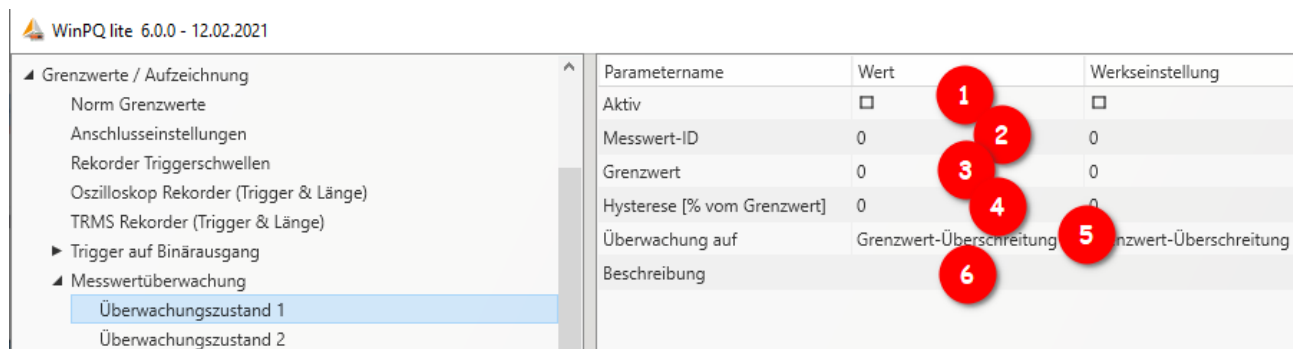 WinPQ lite 6.0.0 - 12.02.2021
Grenzwerte / Aufzeichnung
Norm Grenzwerte
Anschlusseinstellungen
Rekorder Triggerschwellen
Oszilloskop Rekorder (Trigger & Länge)
TRMS Rekorder (Trigger & Länge)
Trigger auf Binärausgang
Messwertüberwachung
Überwachungszustand 1
Überwachungszustand 2
Parametername Wert Werkseinstellung
Aktiv 1
Messwert-ID 0 2 0
Grenzwert 0 3 0
Hysterese [% vom Grenzwert] 0 4 0
Überwachung auf Grenzwert-Überschreitung 5 nzwert-Überschreitung
Beschreibung 6